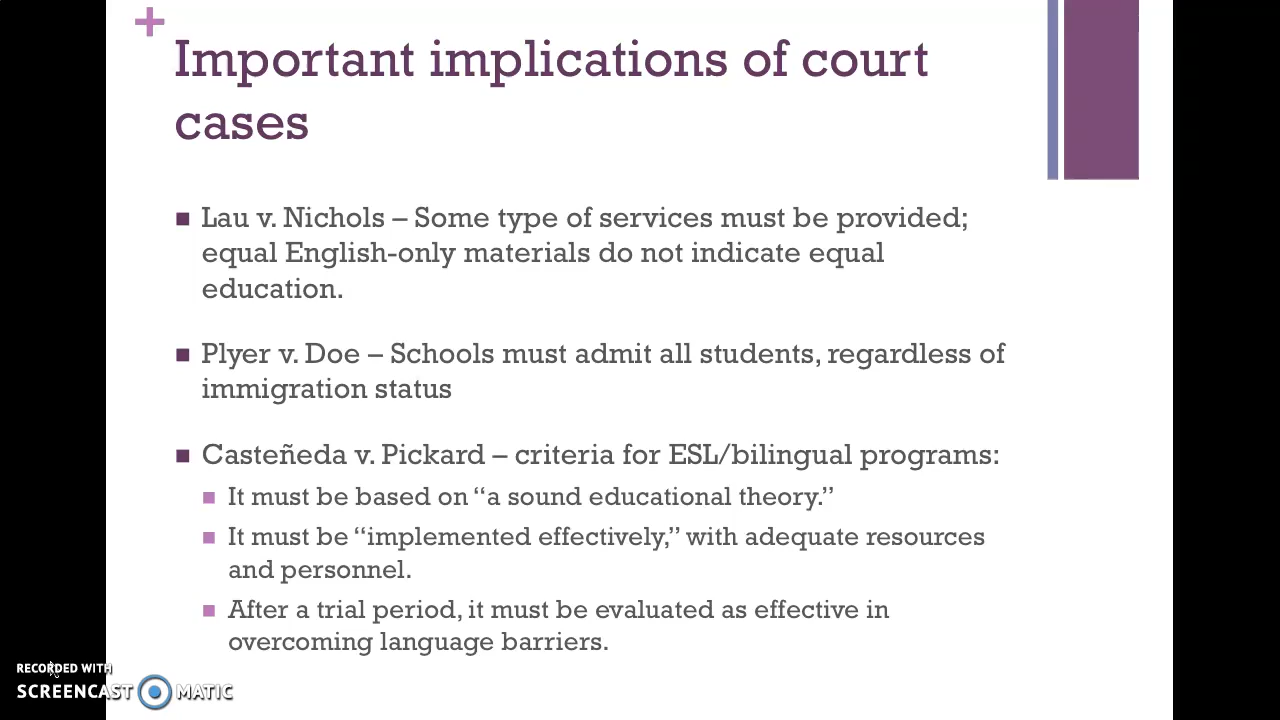 Important implications of court
cases
Lau v. Nichols – Some type of services must be provided;
equal English-only materials do not indicate equal
education.
Plyer v. Doe – Schools must admit all students, regardless of
immigration status
Casteñeda v. Pickard – criteria for ESL/bilingual programs:
It must be based on “a sound educational theory.”
It must be “implemented effectively,” with adequate resources
and personnel.
After a trial period, it must be evaluated as effective in
overcoming language barriers.
RECORDED WITH
SCREENCAST MATIC